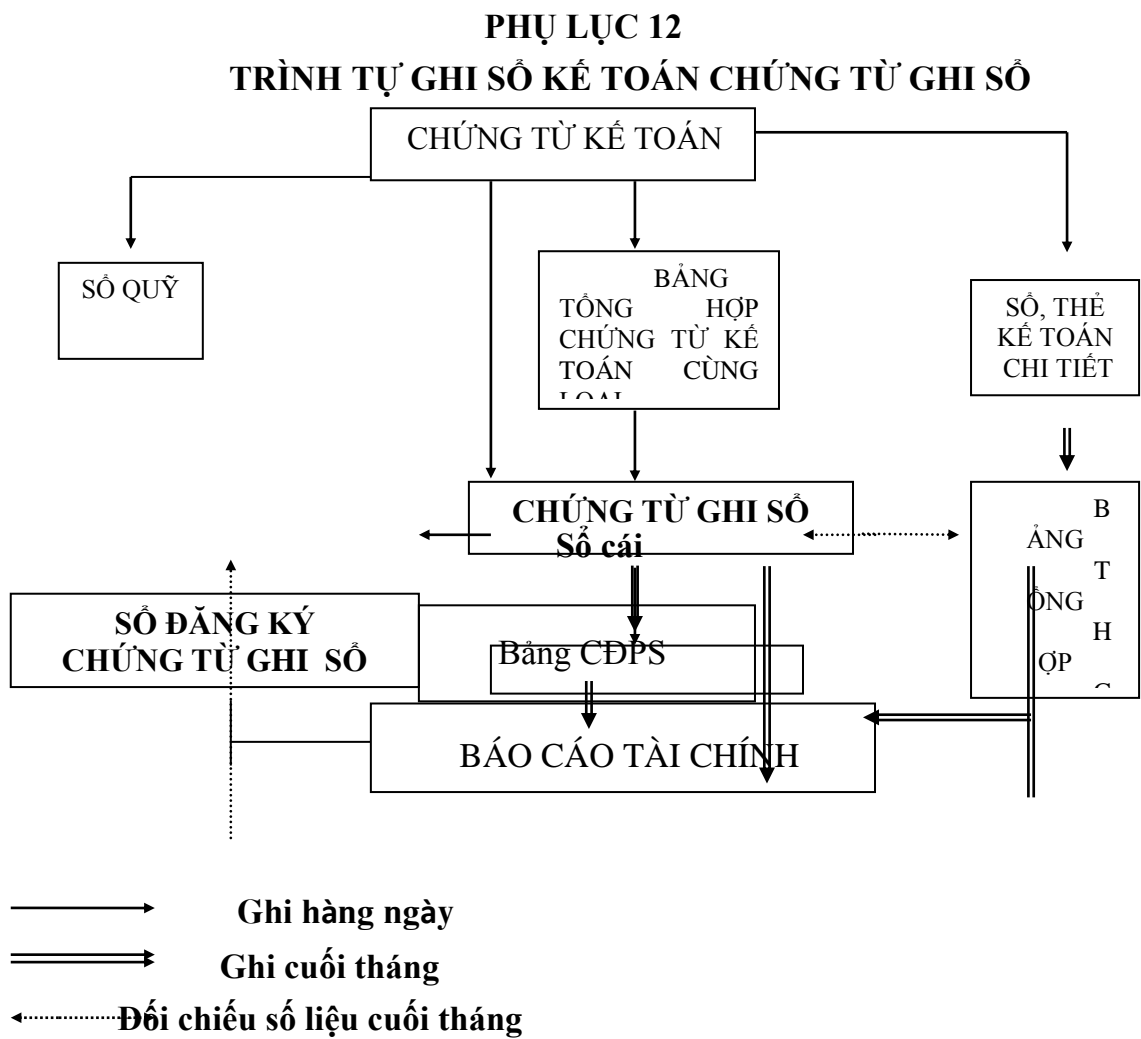 PHỤ LỤC 12
TRÌNH TỰ GHI SỔ KẾ TOÁN CHỨNG TỪ GHI SỔ
CHỨNG TỪ KẾ TOÁN
SỔ QUỸ
BẢNG
TỔNG HỢP
CHỨNG TỪ KẾ
TOÁN CÙNG
LOẠI
SỔ, THẺ
KẾ TOÁN
CHI TIẾT
CHỨNG TỪ GHI SỔ
Sổ cái
B
ẢNG
T
ỔNG
H
ỢP
SỔ ĐĂNG KÝ
CHỨNG TỪ GHI SỔ
Bảng CĐPS
BÁO CÁO TÀI CHÍNH
Ghi hàng ngày
Ghi cuối tháng
Đối chiếu số liệu cuối tháng